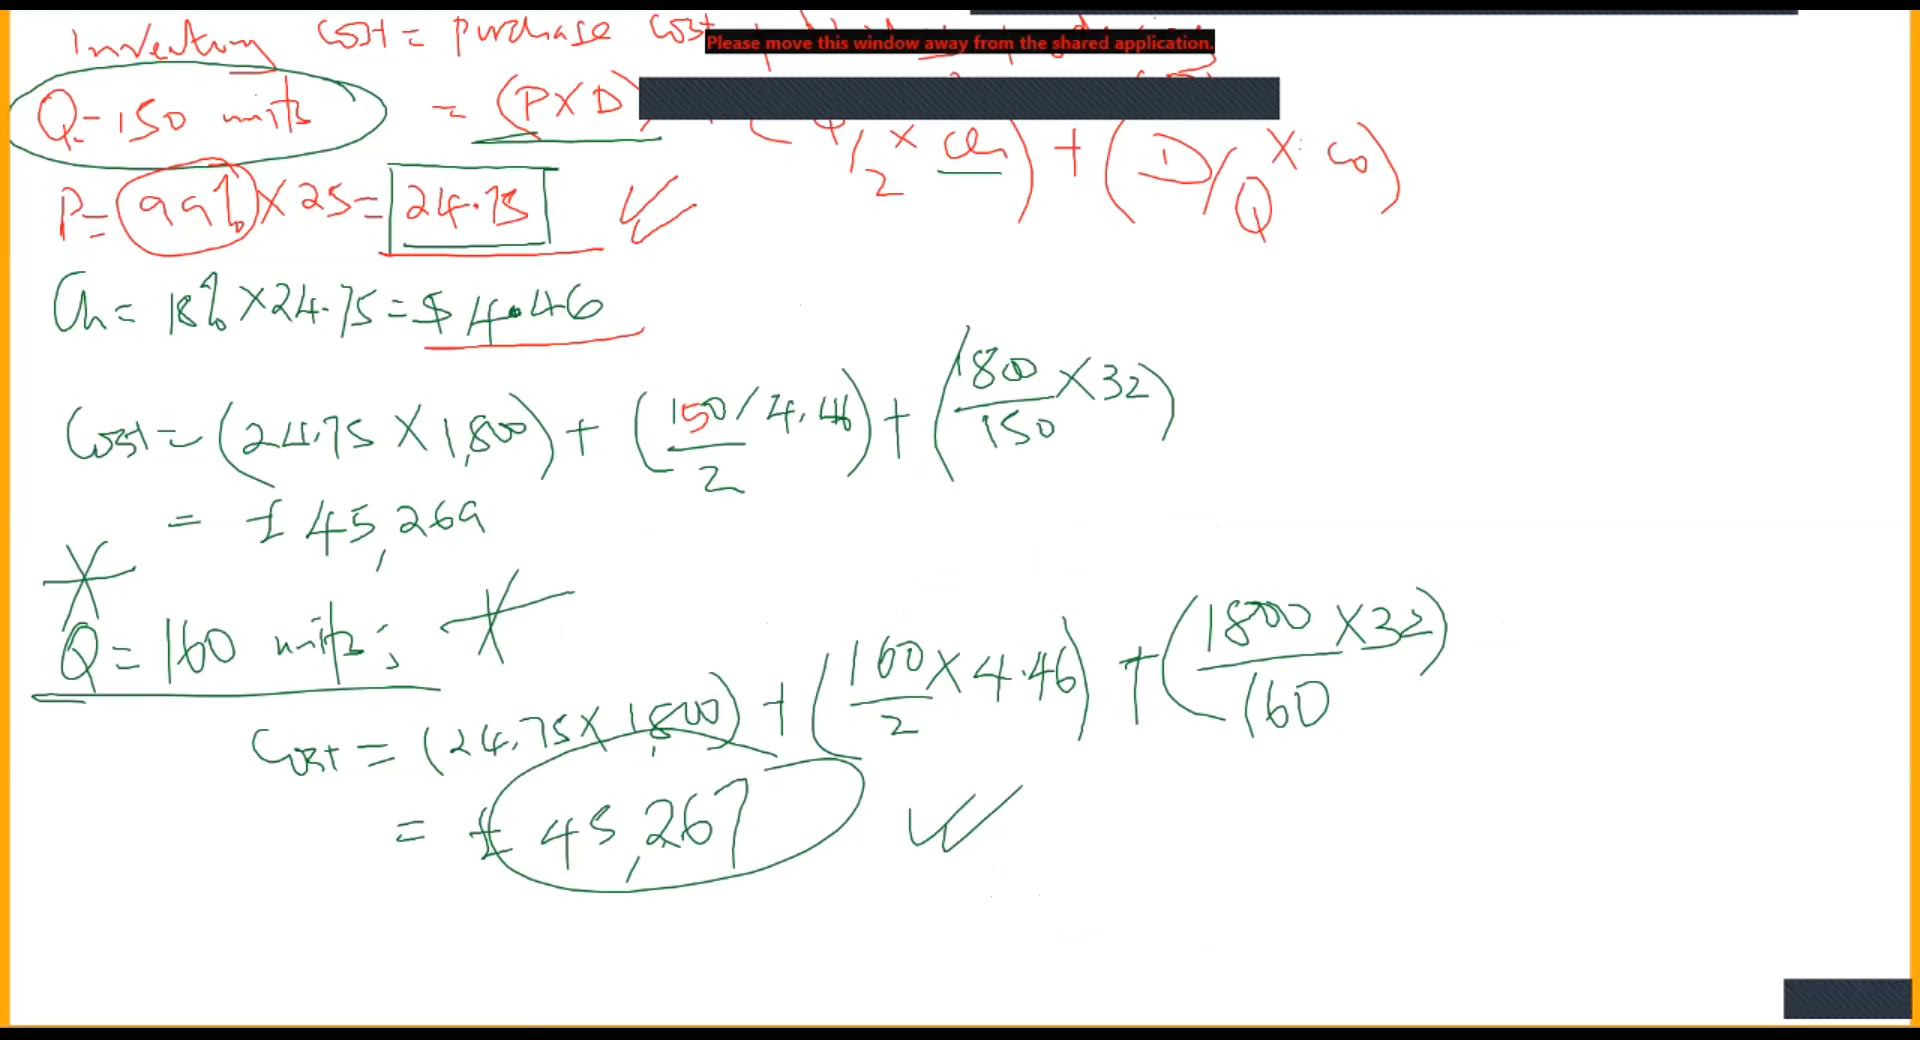 Inventory cost = purchase cost
Please move this window away from the shared application.
Q = 150 units = (P X D) /2 x Ch) + (D/Q X Co)
P = 99% X 25 = 24.75
Ch = 18% X 24.75 = $ 4.46
Cost = (24.75 X 1,800) + (150/2 / 4.46) + (1800/150 X 32)
= £ 45,269
Q = 160 units;
Cost = (24.75 X 1,800) + (160/2 X 4.46) + (1800/160 X 32)
= £ 45,267